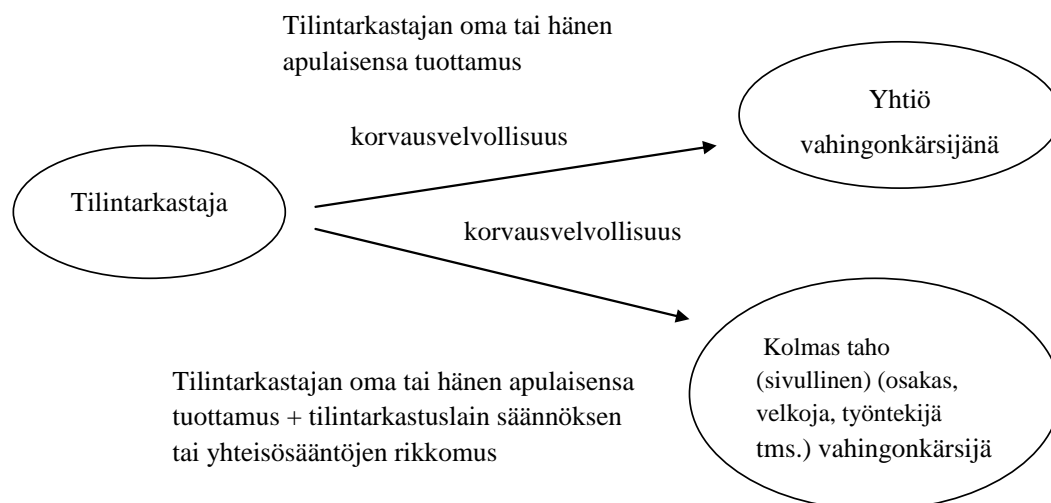 Tilintarkastajan oma tai hänen
apulaisensa tuottamus
Yhtiö
vahingonkärsijänä
korvausvelvollisuus
Tilintarkastaja
korvausvelvollisuus
Kolmas taho
(sivullinen) (osakas,
velkoja, työntekijä
tms.) vahingonkärsijä
Tilintarkastajan oma tai hänen apulaisensa
tuottamus + tilintarkastuslain säännöksen
tai yhteisösääntöjen rikkomus